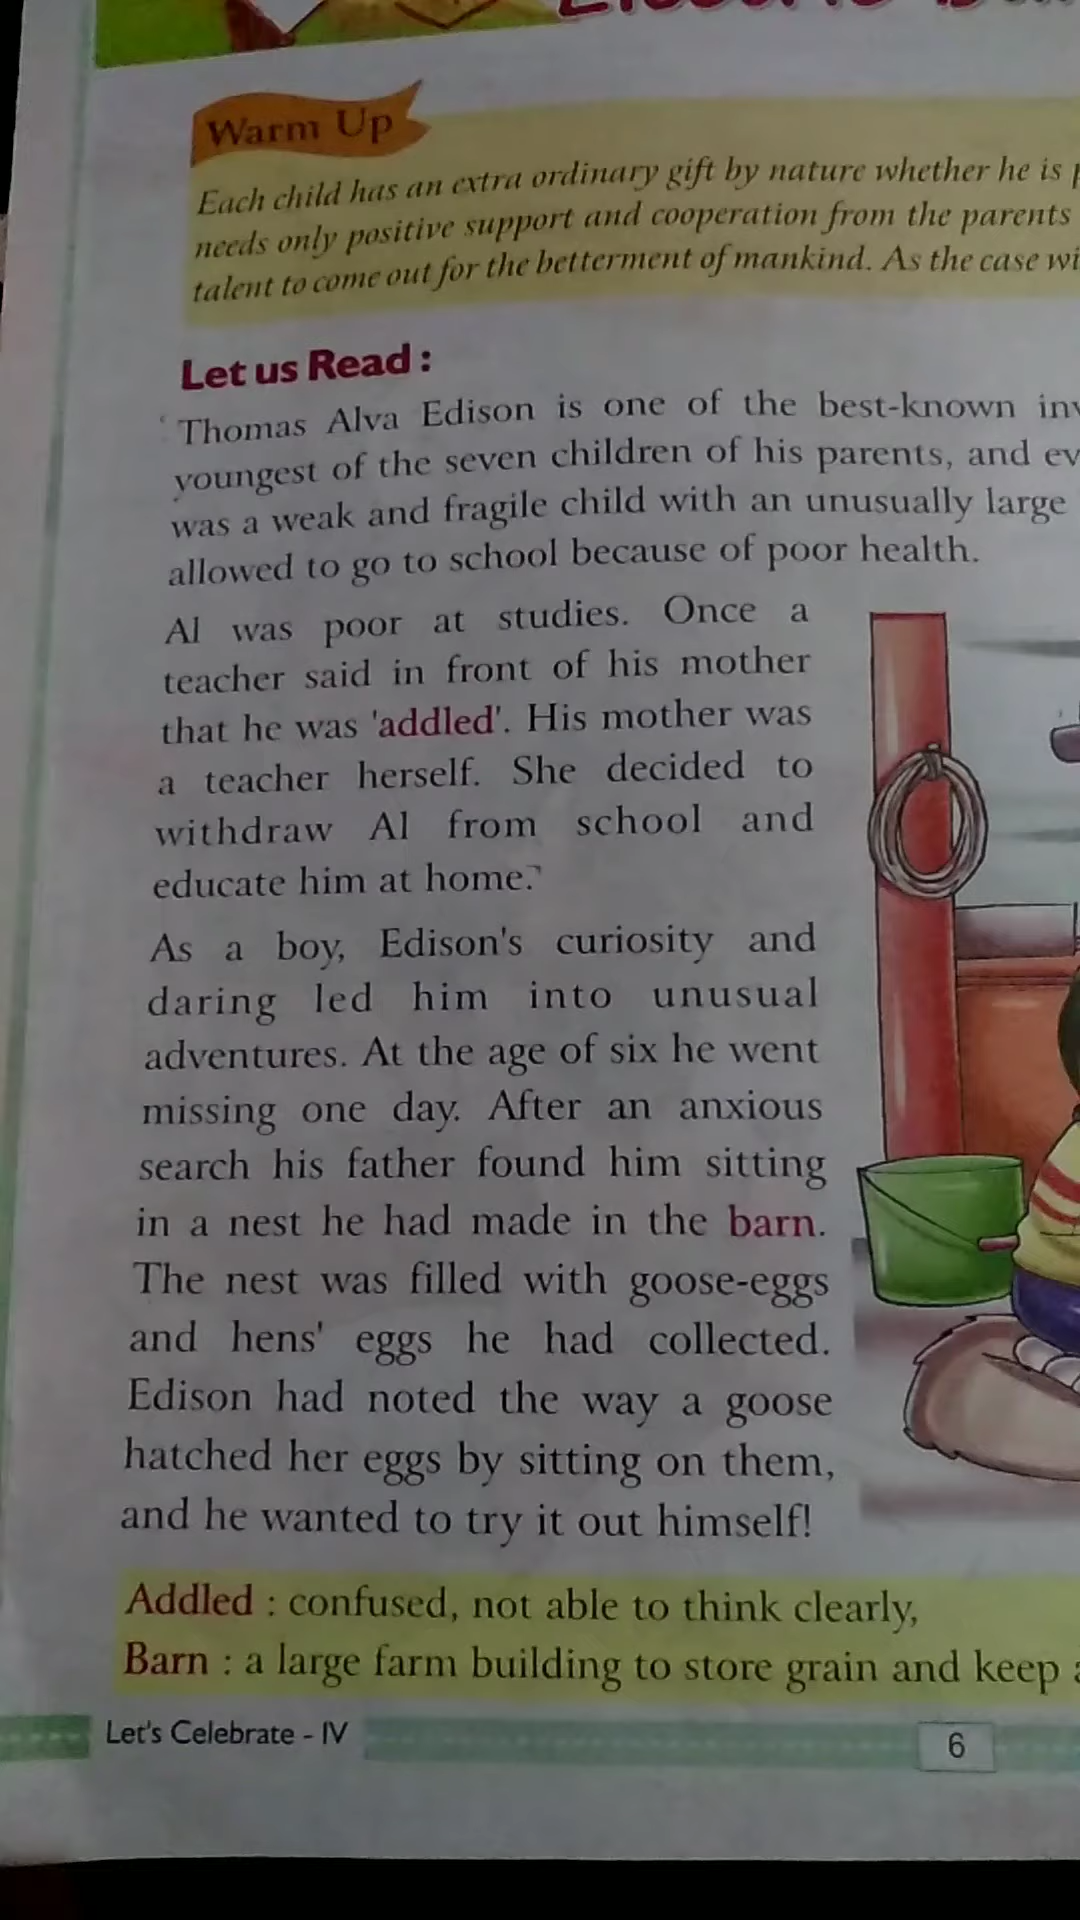 Warm Up
Each child has an extra ordinary gift by nature whether he is
needs only positive support and cooperation from the parents
talent to come out for the betterment of mankind. As the case
Let us Read :
Thomas Alva Edison is one of the best-known
youngest of the seven children of his parents, and
was a weak and fragile child with an unusually large
allowed to go to school because of poor health.
Al was poor at studies. Once a
teacher said in front of his mother
that he was 'addled'. His mother was
a teacher herself. She decided to
withdraw Al from school and
educate him at home.
As a boy, Edison's curiosity and
daring led him into unusual
adventures. At the age of six he went
missing one day. After an anxious
search his father found him sitting
in a nest he had made in the barn.
The nest was filled with goose-eggs
and hens' eggs he had collected.
Edison had noted the way a goose
hatched her eggs by sitting on them,
and he wanted to try it out himself!
Addled : confused, not able to think clearly,
Barn : a large farm building to store grain and keep
Let's Celebrate - IV
6